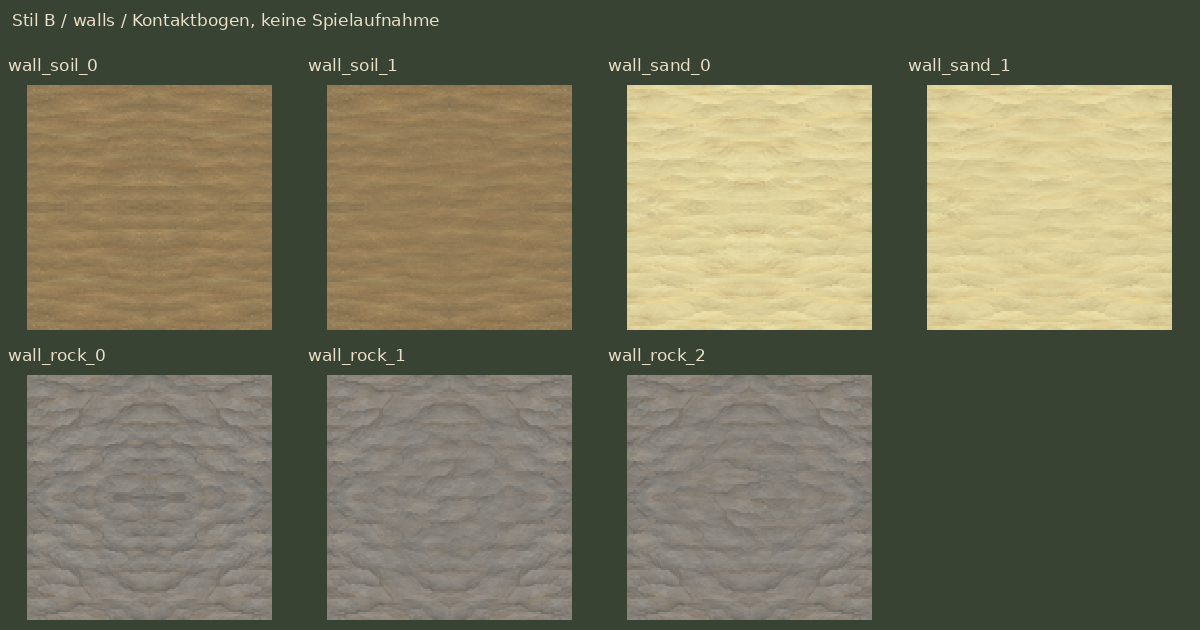 Stil B / walls / Kontaktbogen, keine Spielaufnahme
wall_soil_0
wall_soil_1
wall_sand_0
wall_sand_1
wall_rock_0
wall_rock_1
wall_rock_2